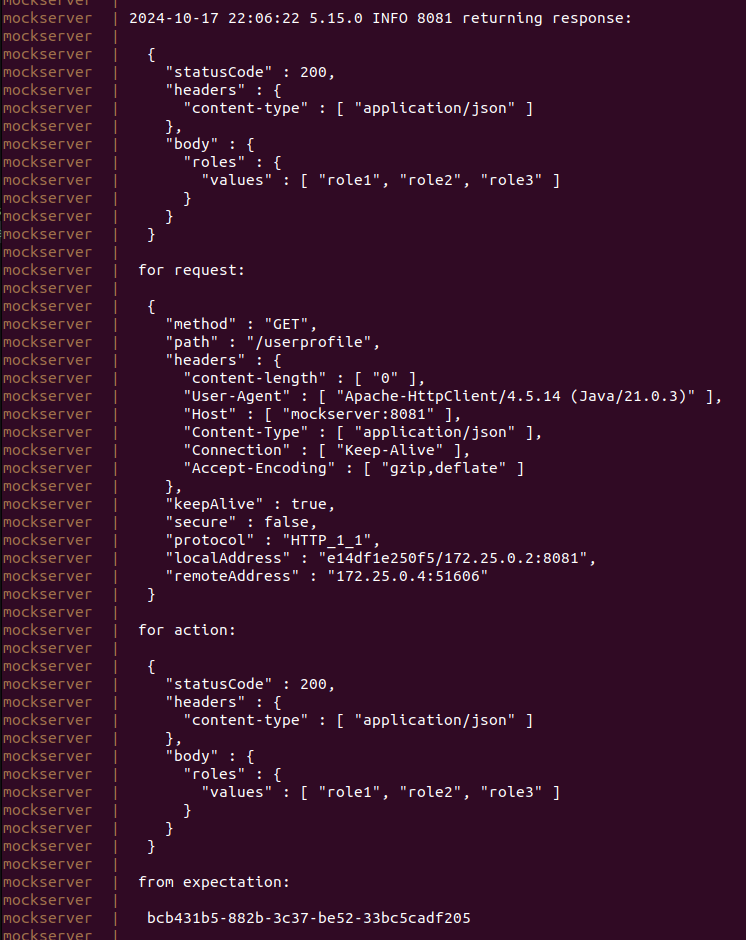 mockserver |
mockserver | 2024-10-17 22:06:22 5.15.0 INFO 8081 returning response:
mockserver |
mockserver |   {
mockserver |     "statusCode" : 200,
mockserver |     "headers" : {
mockserver |       "content-type" : [ "application/json" ]
mockserver |     },
mockserver |     "body" : {
mockserver |       "roles" : {
mockserver |         "values" : [ "role1", "role2", "role3" ]
mockserver |       }
mockserver |     }
mockserver |   }
mockserver |
mockserver |  for request:
mockserver |
mockserver |   {
mockserver |     "method" : "GET",
mockserver |     "path" : "/userprofile",
mockserver |     "headers" : {
mockserver |       "content-length" : [ "0" ],
mockserver |       "User-Agent" : [ "Apache-HttpClient/4.5.14 (Java/21.0.3)" ],
mockserver |       "Host" : [ "mockserver:8081" ],
mockserver |       "Content-Type" : [ "application/json" ],
mockserver |       "Connection" : [ "Keep-Alive" ],
mockserver |       "Accept-Encoding" : [ "gzip,deflate" ]
mockserver |     },
mockserver |     "keepAlive" : true,
mockserver |     "secure" : false,
mockserver |     "protocol" : "HTTP_1_1",
mockserver |     "localAddress" : "e14df1e250f5/172.25.0.2:8081",
mockserver |     "remoteAddress" : "172.25.0.4:51606"
mockserver |   }
mockserver |
mockserver |  for action:
mockserver |
mockserver |   {
mockserver |     "statusCode" : 200,
mockserver |     "headers" : {
mockserver |       "content-type" : [ "application/json" ]
mockserver |     },
mockserver |     "body" : {
mockserver |       "roles" : {
mockserver |         "values" : [ "role1", "role2", "role3" ]
mockserver |       }
mockserver |     }
mockserver |   }
mockserver |
mockserver |  from expectation:
mockserver |
mockserver |   bcb431b5-882b-3c37-be52-33bc5cadf205
mockserver |